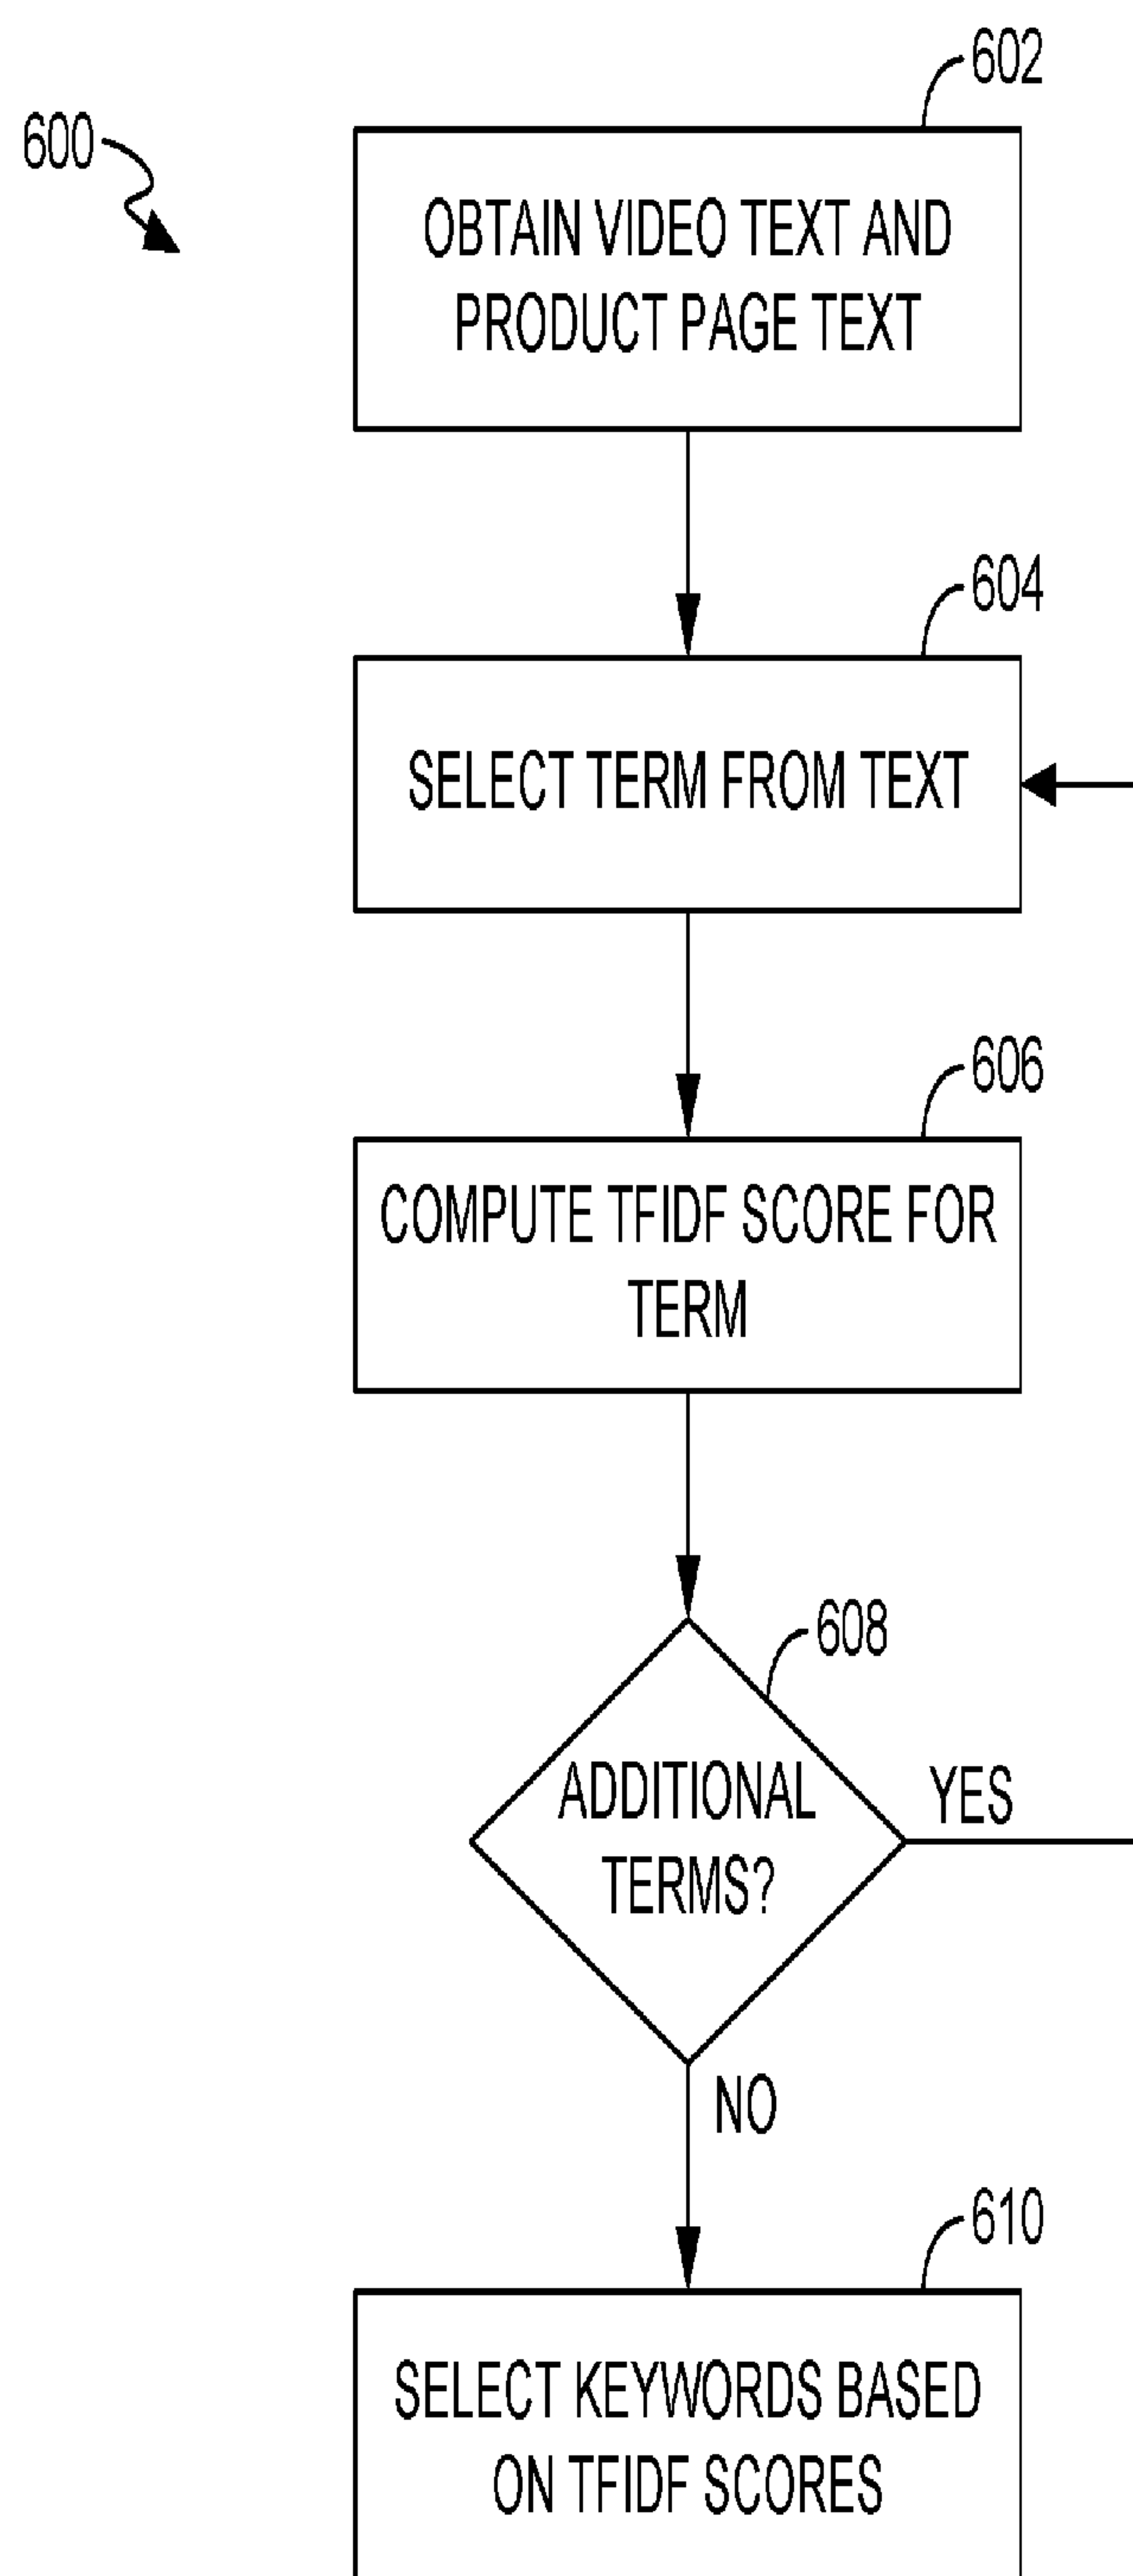 602
600
OBTAIN VIDEO TEXT AND
PRODUCT PAGE TEXT
604
SELECT TERM FROM TEXT
606
COMPUTE TFIDF SCORE FOR
TERM
608
ADDITIONAL
TERMS?
YES
NO
610
SELECT KEYWORDS BASED
ON TFIDF SCORES